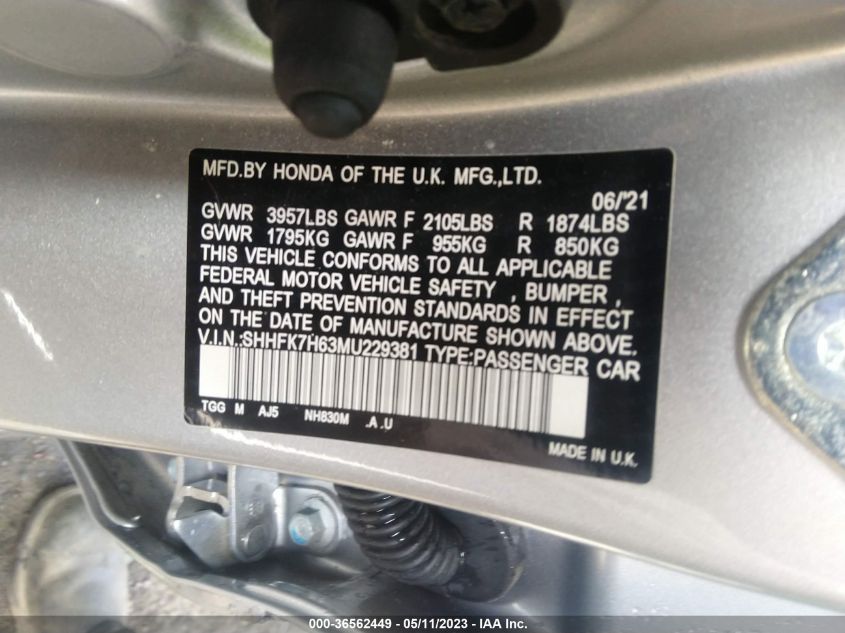 MFD.BY HONDA OF THE U.K. MFG.,LTD.
06/'21
GVWR 3957LBS GAWR F 2105LBS R 1874LBS
GVWR 1795KG GAWR F 955KG R 850KG
THIS VEHICLE CONFORMS TO ALL APPLICABLE
FEDERAL MOTOR VEHICLE SAFETY , BUMPER ,
AND THEFT PREVENTION STANDARDS IN EFFECT
ON THE DATE OF MANUFACTURE SHOWN ABOVE.
V.I.N.:SHHFK7H63MU229381 TYPE:PASSENGER CAR
TGG M AJ5 NH830M .A .U
MADE IN U.K.
000-36562449 - 05/11/2023 - IAA Inc.